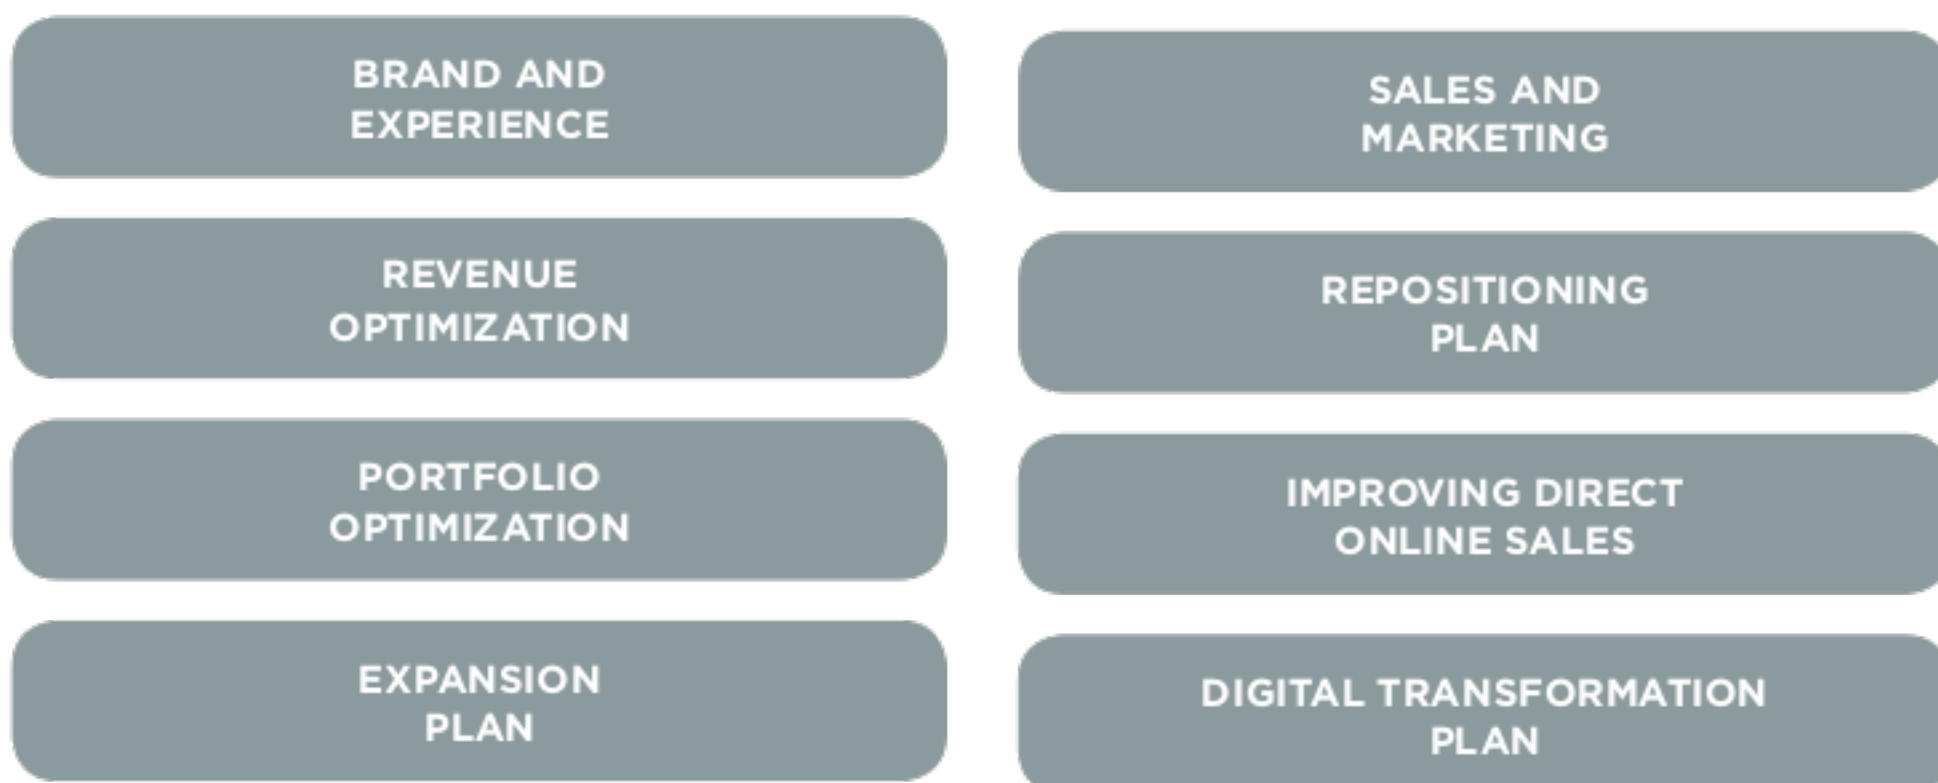 BRAND AND
EXPERIENCE
SALES AND
MARKETING
REVENUE
OPTIMIZATION
REPOSITIONING
PLAN
PORTFOLIO
OPTIMIZATION
IMPROVING DIRECT
ONLINE SALES
EXPANSION
PLAN
DIGITAL TRANSFORMATION
PLAN